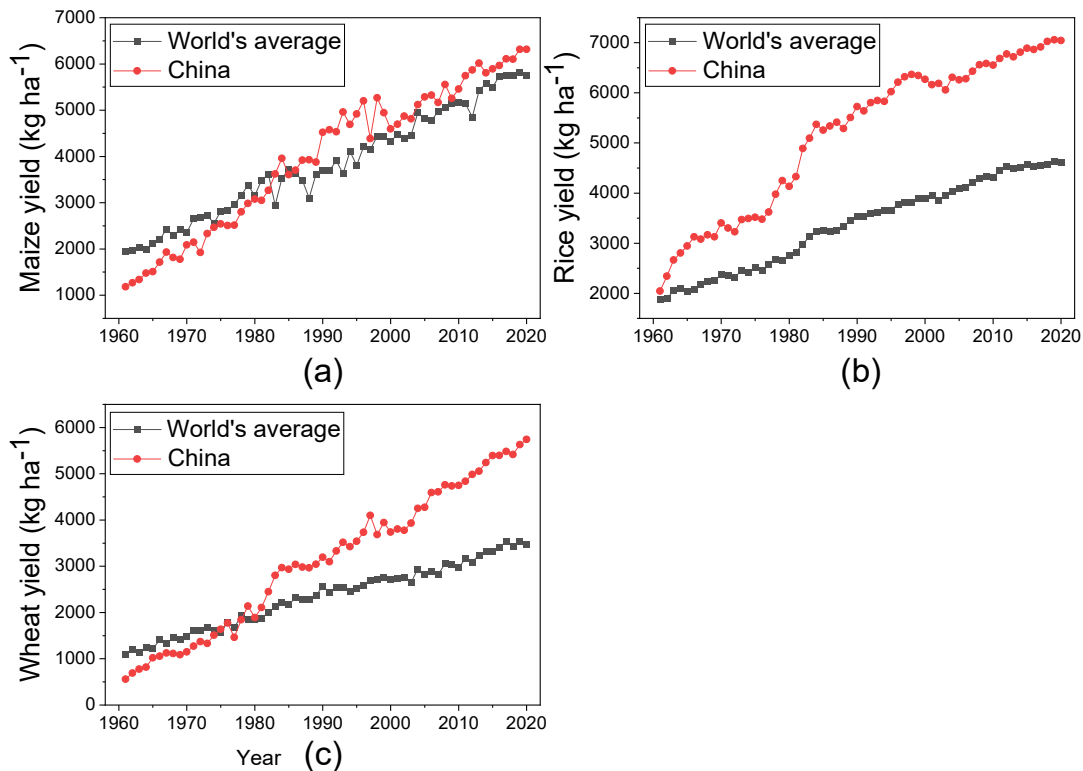 7000
6000
5000
4000
3000
2000
1000
Maize yield (kg ha⁻¹)
World's average
China
1960 1970 1980 1990 2000 2010 2020
(a)
7000
6000
5000
4000
3000
2000
Rice yield (kg ha⁻¹)
World's average
China
1960 1970 1980 1990 2000 2010 2020
(b)
6000
5000
4000
3000
2000
1000
0
Wheat yield (kg ha⁻¹)
World's average
China
1960 1970 1980 1990 2000 2010 2020
Year (c)